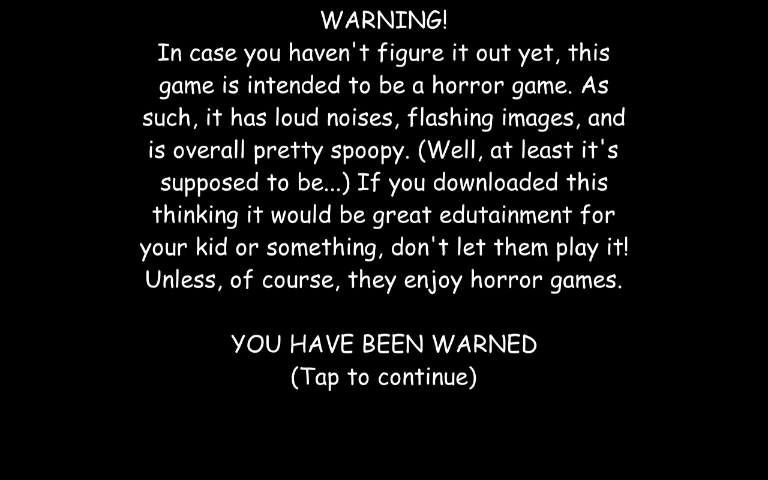 WARNING!
In case you haven't figure it out yet, this
game is intended to be a horror game. As
such, it has loud noises, flashing images, and
is overall pretty spoopy. (Well, at least it's
supposed to be...) If you downloaded this
thinking it would be great edutainment for
your kid or something, don't let them play it!
Unless, of course, they enjoy horror games.
YOU HAVE BEEN WARNED
(Tap to continue)